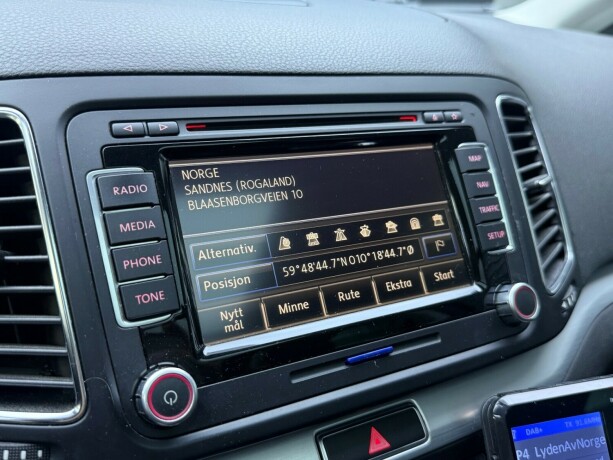 NORGE
SANDNES (ROGALAND)
BLAASENBORGVEIEN 10
Alternativ.
Posisjon
59°48'44.7"N 010°18'44.7"Ø
Nytt
mål
Minne
Rute
Ekstra
Start
RADIO
MEDIA
PHONE
TONE
MAP
NAV
TRAFFIC
SETUP
DAB+
P4 LydenAvNorge